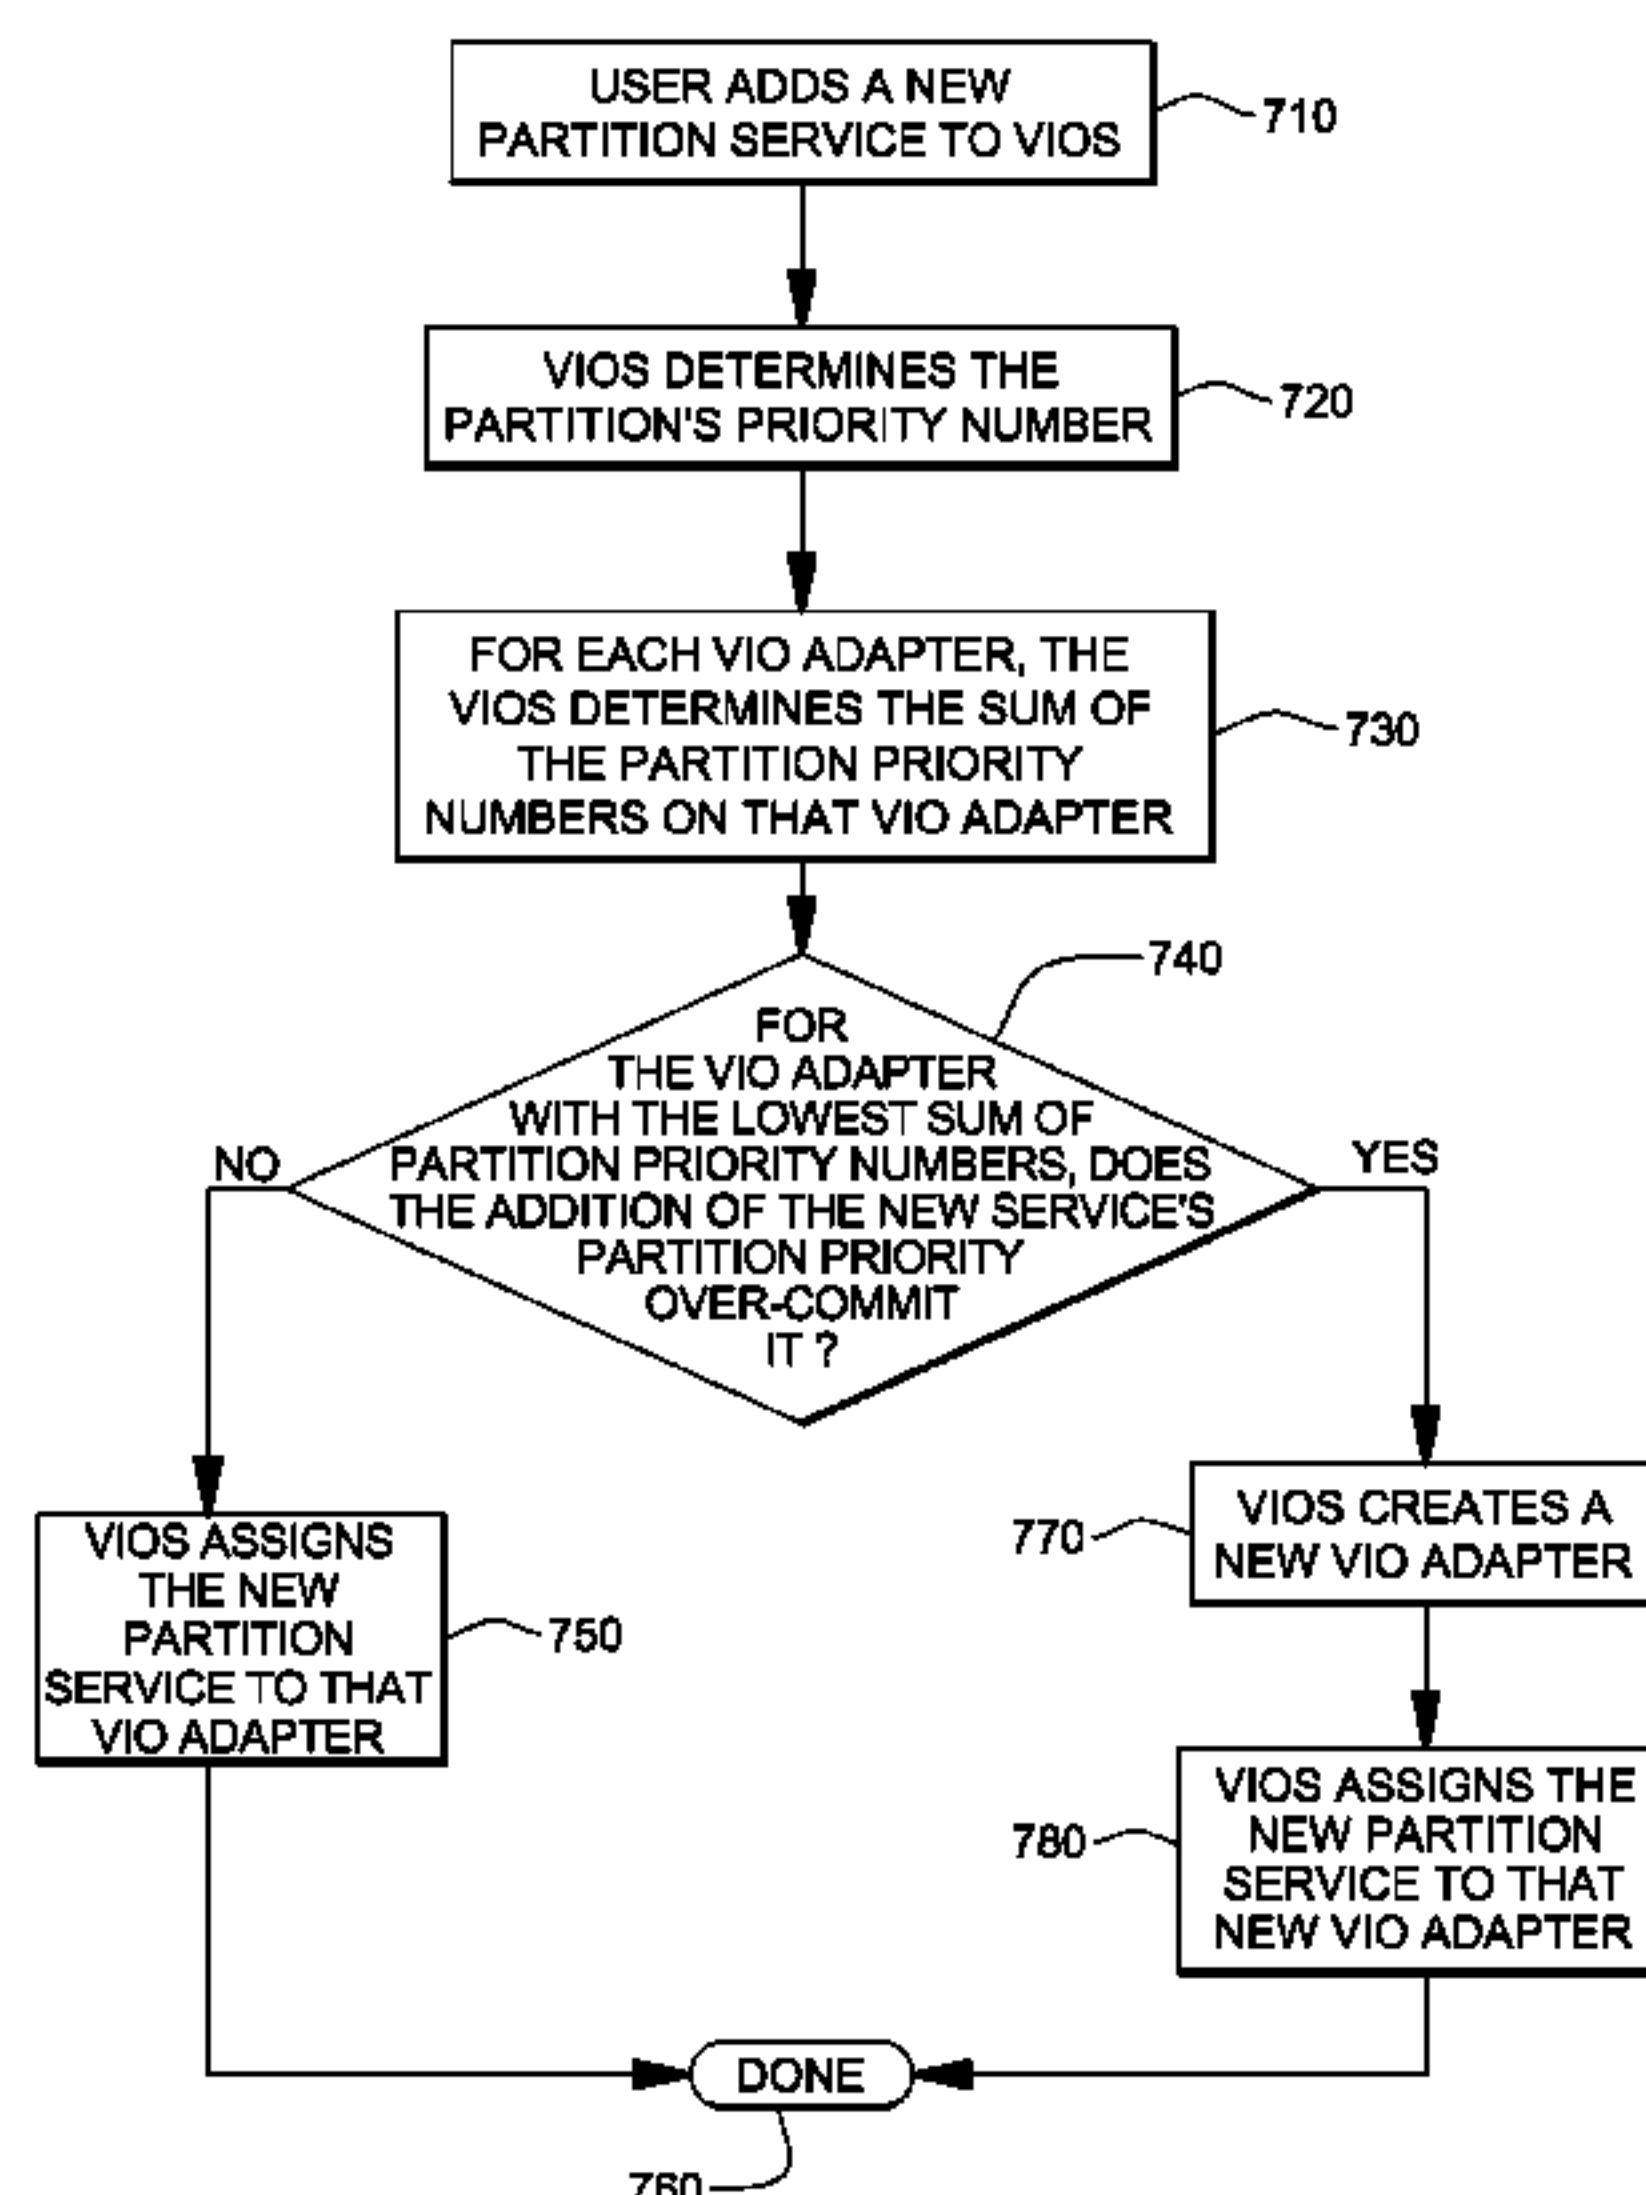 USER ADDS A NEW
PARTITION SERVICE TO VIOS
710
VIOS DETERMINES THE
PARTITION'S PRIORITY NUMBER
720
FOR EACH VIO ADAPTER, THE
VIOS DETERMINES THE SUM OF
THE PARTITION PRIORITY
NUMBERS ON THAT VIO ADAPTER
730
740
FOR
THE VIO ADAPTER
WITH THE LOWEST SUM OF
PARTITION PRIORITY NUMBERS, DOES
THE ADDITION OF THE NEW SERVICE'S
PARTITION PRIORITY
OVER-COMMIT
IT ?
NO
YES
VIOS ASSIGNS
THE NEW
PARTITION
SERVICE TO THAT
VIO ADAPTER
750
770
VIOS CREATES A
NEW VIO ADAPTER
780
VIOS ASSIGNS THE
NEW PARTITION
SERVICE TO THAT
NEW VIO ADAPTER
DONE
760